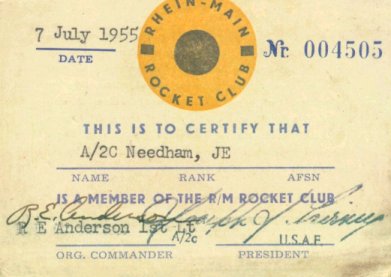 7 July 1955
DATE
RHEIN-MAIN
ROCKET CLUB
Nr. 004505
THIS IS TO CERTIFY THAT
A/2C Needham, JE
NAME RANK AFSN
IS A MEMBER OF THE R/M ROCKET CLUB
R.E. Anderson
R E Anderson 1st Lt
A/2c U.S.A.F.
ORG. COMMANDER PRESIDENT